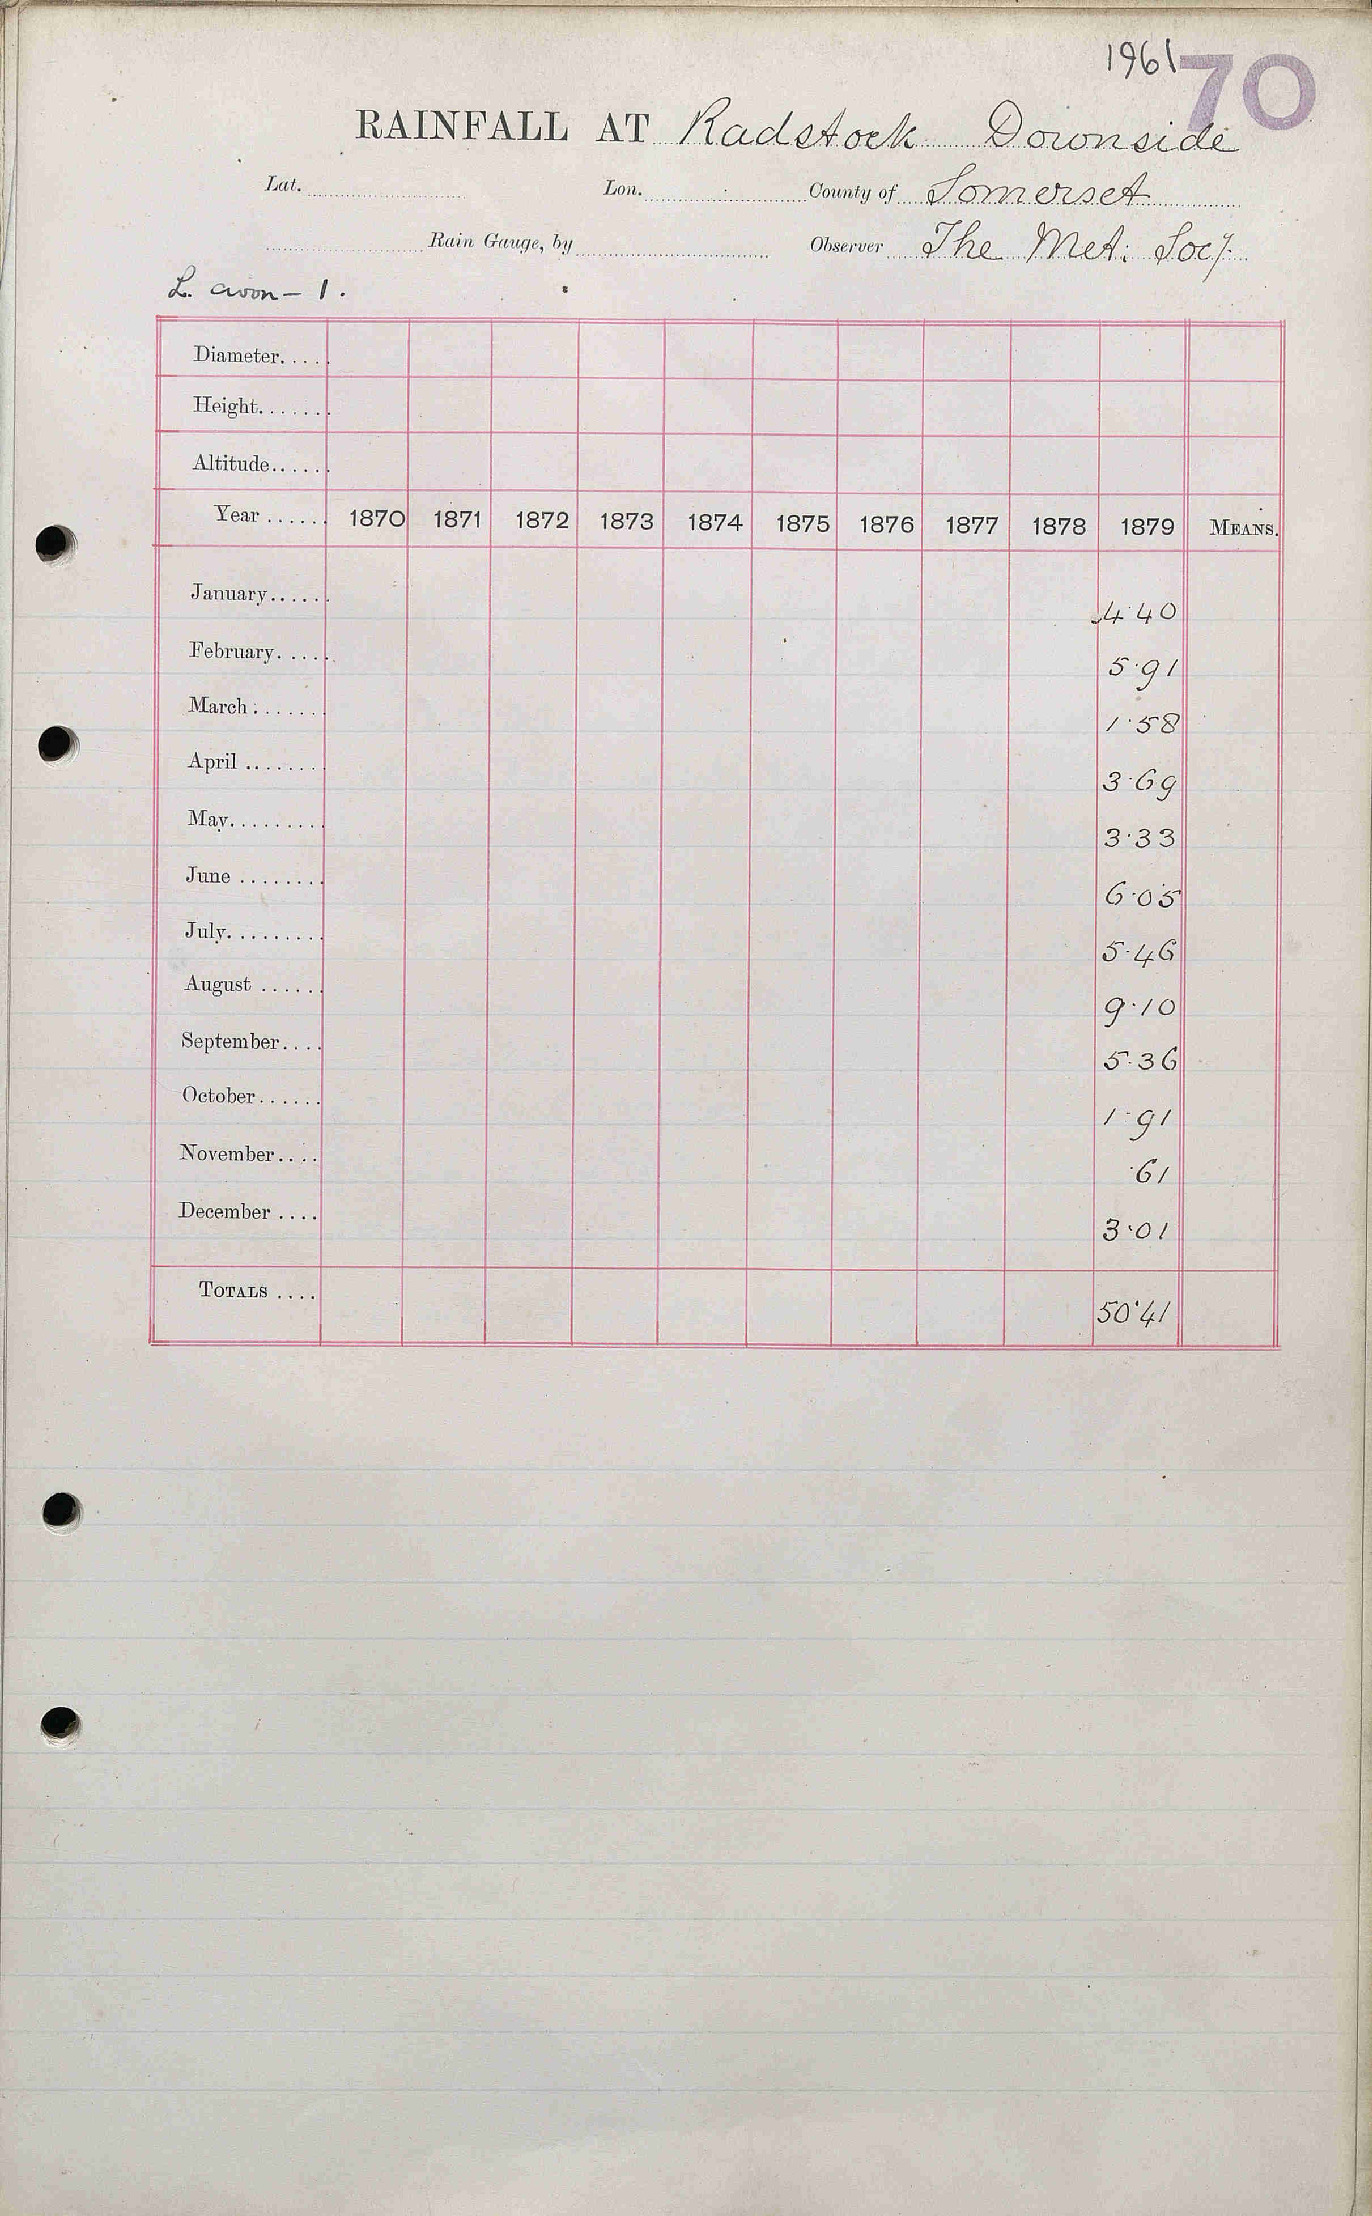 1961 70
RAINFALL AT Radstock Downside
Lat. Lon. County of Somerset
Rain Gauge, by Observer The Met: Socy.
L. Avon - 1.
Diameter.....
Height.......
Altitude......
Year ...... 1870 1871 1872 1873 1874 1875 1876 1877 1878 1879 MEANS.
January...... 4·40
February..... 5·91
March ....... 1·58
April ........ 3·69
May......... 3·33
June ........ 6·05
July......... 5·46
August ...... 9·10
September.... 5·36
October...... 1·91
November.... ·61
December .... 3·01
TOTALS .... 50·41